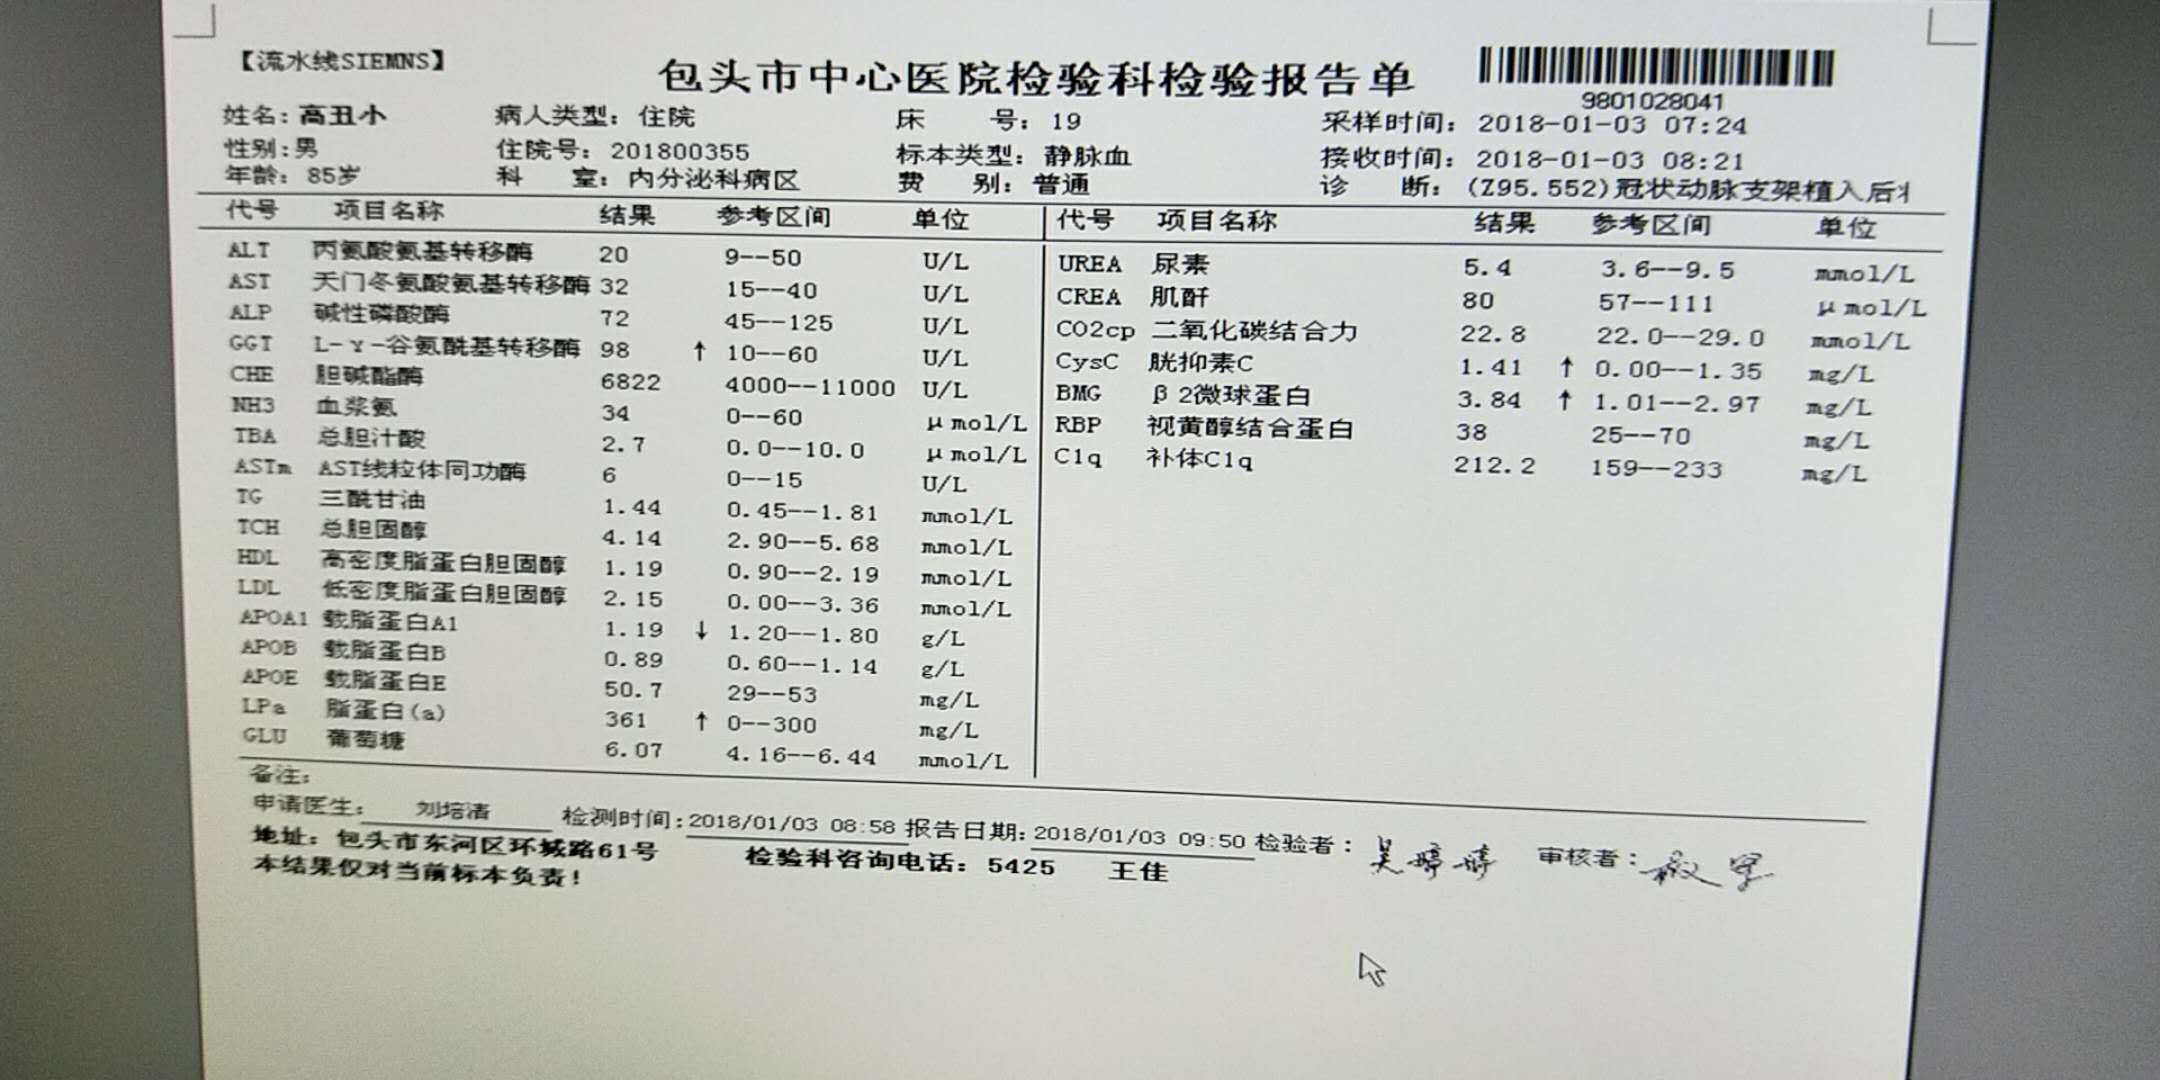 【流水线SIEMNS】
包头市中心医院检验科检验报告单
9801028041
姓名：高丑小 病人类型：住院 床 号：19 采样时间：2018-01-03 07:24
性别：男 住院号：201800355 标本类型：静脉血 接收时间：2018-01-03 08:21
年龄：85岁 科 室：内分泌科病区 费 别：普通 诊 断：(Z95.552)冠状动脉支架植入后
代号 项目名称 结果 参考区间 单位 代号 项目名称 结果 参考区间 单位
ALT 丙氨酸氨基转移酶 20 9--50 U/L UREA 尿素 5.4 3.6--9.5 mmol/L
AST 天门冬氨酸氨基转移酶 32 15--40 U/L CREA 肌酐 80 57--111 μmol/L
ALP 碱性磷酸酶 72 45--125 U/L CO2cp 二氧化碳结合力 22.8 22.0--29.0 mmol/L
GGT L-γ-谷氨酰基转移酶 98 ↑ 10--60 U/L CysC 胱抑素C 1.41 ↑ 0.00--1.35 mg/L
CHE 胆碱酯酶 6822 4000--11000 U/L BMG β2微球蛋白 3.84 ↑ 1.01--2.97 mg/L
NH3 血浆氨 34 0--60 μmol/L RBP 视黄醇结合蛋白 38 25--70 mg/L
TBA 总胆汁酸 2.7 0.0--10.0 μmol/L C1q 补体C1q 212.2 159--233 mg/L
ASTm AST线粒体同功酶 6 0--15 U/L
TG 三酰甘油 1.44 0.45--1.81 mmol/L
TCH 总胆固醇 4.14 2.90--5.68 mmol/L
HDL 高密度脂蛋白胆固醇 1.19 0.90--2.19 mmol/L
LDL 低密度脂蛋白胆固醇 2.15 0.00--3.36 mmol/L
APOA1 载脂蛋白A1 1.19 ↓ 1.20--1.80 g/L
APOB 载脂蛋白B 0.89 0.60--1.14 g/L
APOE 载脂蛋白E 50.7 29--53 mg/L
LPa 脂蛋白(a) 361 ↑ 0--300 mg/L
GLU 葡萄糖 6.07 4.16--6.44 mmol/L
备注：
申请医生： 刘培清 检测时间：2018/01/03 08:58 报告日期：2018/01/03 09:50 检验者：吴婷婷 审核者：
地址：包头市东河区环城路61号 检验科咨询电话：5425 王佳
本结果仅对当前标本负责！